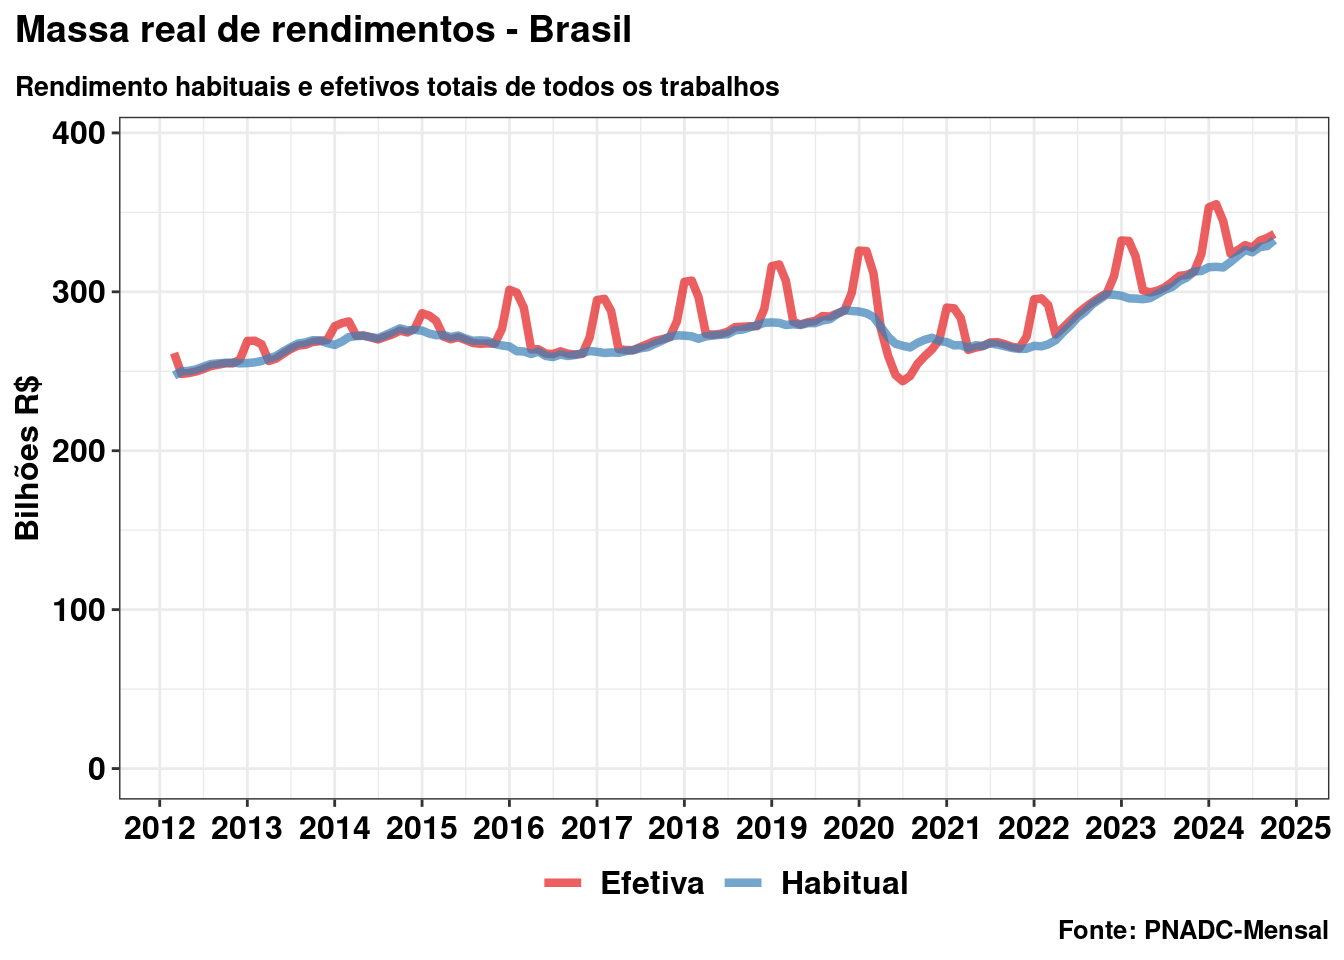 Massa real de rendimentos - Brasil
Rendimento habituais e efetivos totais de todos os trabalhos
Bilhões R$
400
300
200
100
0
2012 2013 2014 2015 2016 2017 2018 2019 2020 2021 2022 2023 2024 2025
Efetiva Habitual
Fonte: PNADC-Mensal